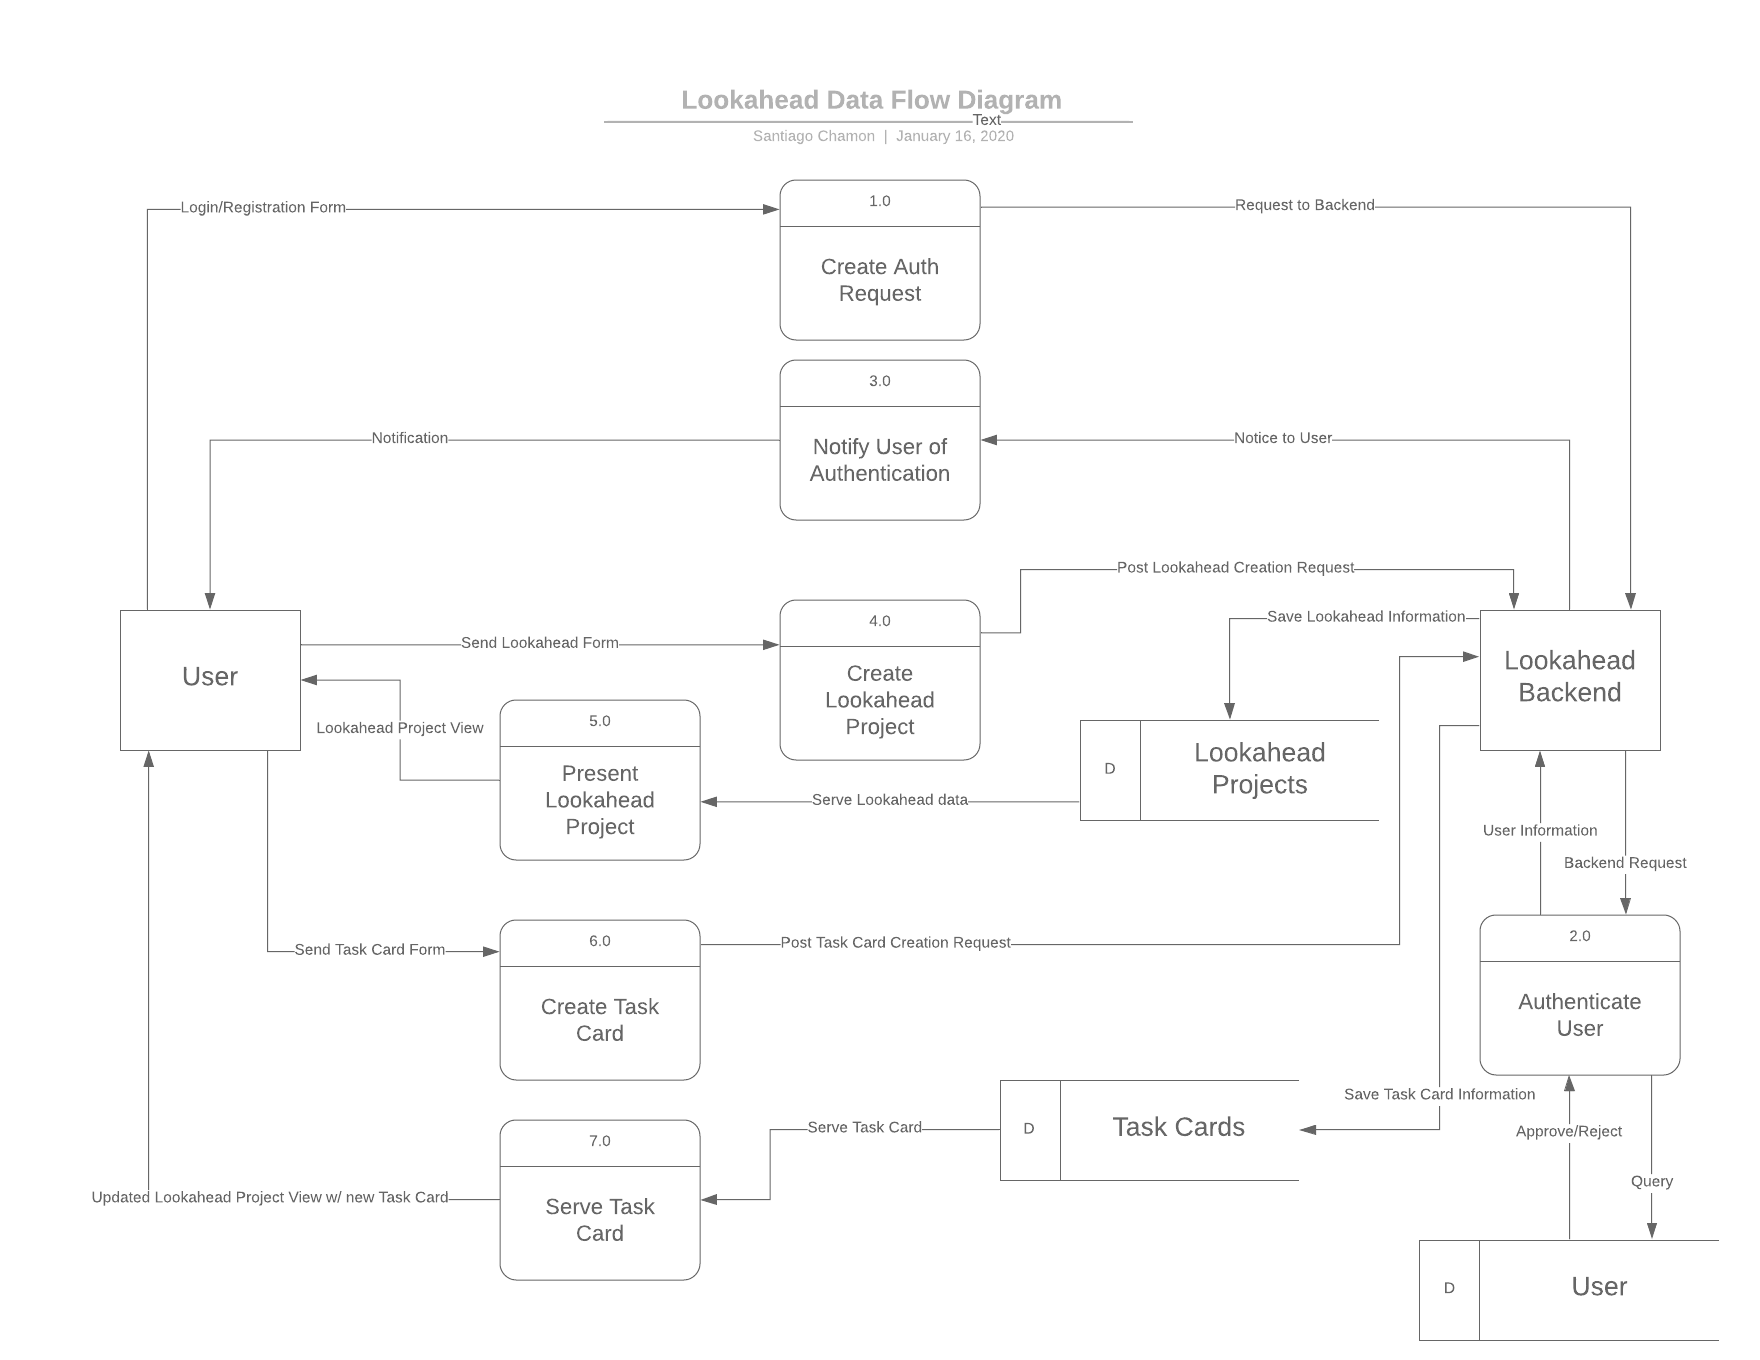 Lookahead Data Flow Diagram
Text
Santiago Chamon | January 16, 2020
1.0
Login/Registration Form
Request to Backend
Create Auth
Request
3.0
Notification
Notice to User
Notify User of
Authentication
Post Lookahead Creation Request
4.0
Save Lookahead Information
Send Lookahead Form
User
Lookahead
Backend
Create
Lookahead
Project
5.0
Lookahead Project View
D
Lookahead
Projects
Present
Lookahead
Project
Serve Lookahead data
User Information
Backend Request
2.0
6.0
Send Task Card Form
Post Task Card Creation Request
Create Task
Card
Authenticate
User
Save Task Card Information
Serve Task Card
D
Task Cards
Approve/Reject
7.0
Query
Updated Lookahead Project View w/ new Task Card
Serve Task
Card
D
User